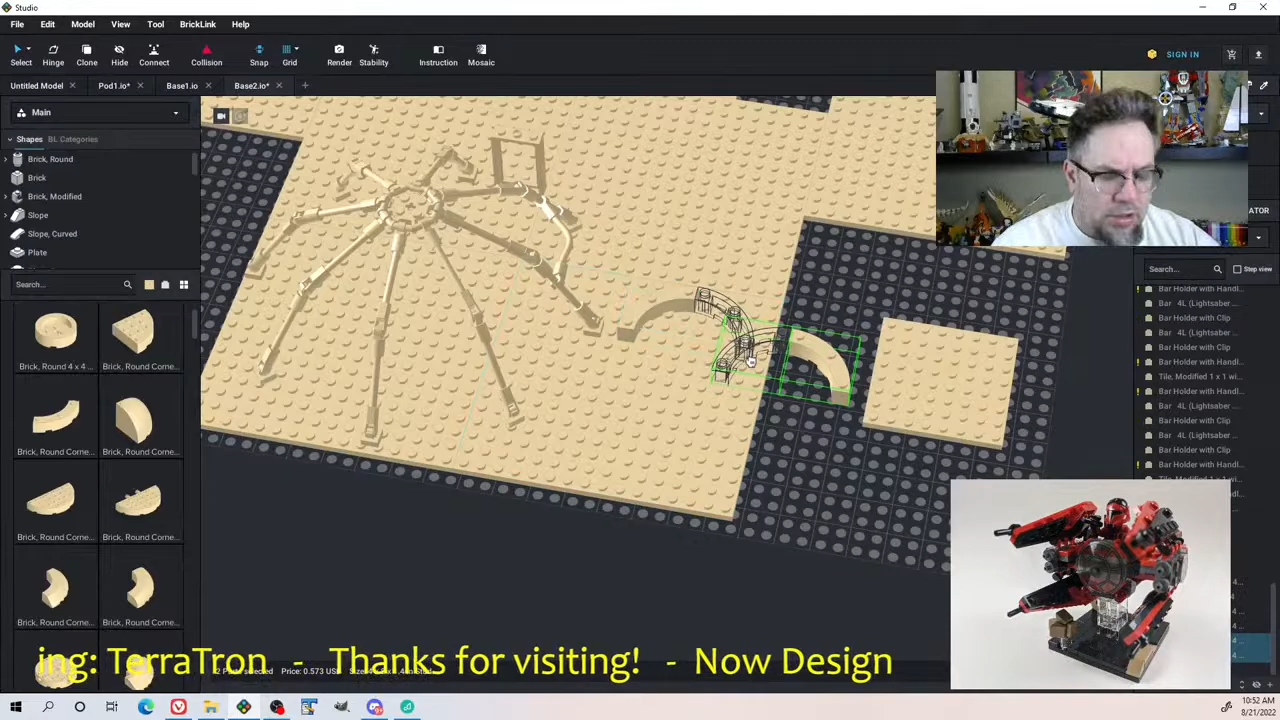 Studio
File Edit Model View Tool BrickLink Help
Select Hinge Clone Hide Connect Collision Snap Grid Render Stability Instruction Mosaic
SIGN IN
Untitled Model Pod1.io* Base1.io Base2.io*
Main
Shapes BL Categories
Brick, Round
Brick
Brick, Modified
Slope
Slope, Curved
Plate
Search...
Brick, Round 4 x 4 ... Brick, Round Corne...
Brick, Round Corne... Brick, Round Corne...
Brick, Round Corne... Brick, Round Corne...
Brick, Round Corne... Brick, Round Corne...
ATOR
Search... Step view
Bar Holder with Handl...
Bar 4L (Lightsaber ...
Bar Holder with Clip
Bar 4L (Lightsaber ...
Bar Holder with Clip
Bar Holder with Handl...
Tile, Modified 1 x 1 wi...
Bar Holder with Handl...
Bar 4L (Lightsaber ...
Bar Holder with Clip
Bar 4L (Lightsaber ...
Bar Holder with Clip
Bar Holder with Handl...
ing: TerraTron - Thanks for visiting! - Now Design
10:52 AM
8/21/2022